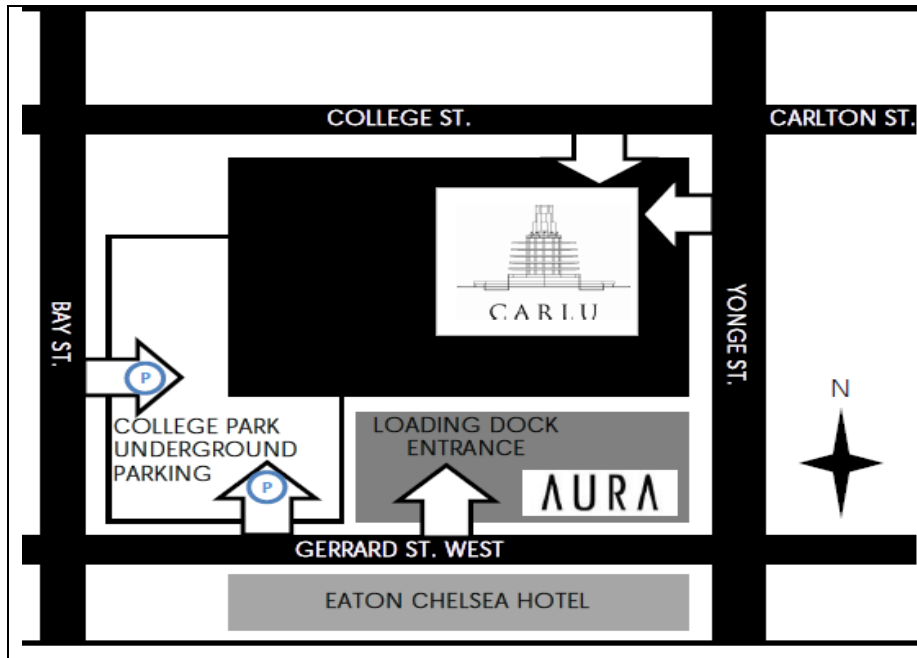 COLLEGE ST.
CARLTON ST.
CARLU
BAY ST.
YONGE ST.
P
N
COLLEGE PARK
UNDERGROUND
PARKING
LOADING DOCK
ENTRANCE
P
AURA
GERRARD ST. WEST
EATON CHELSEA HOTEL